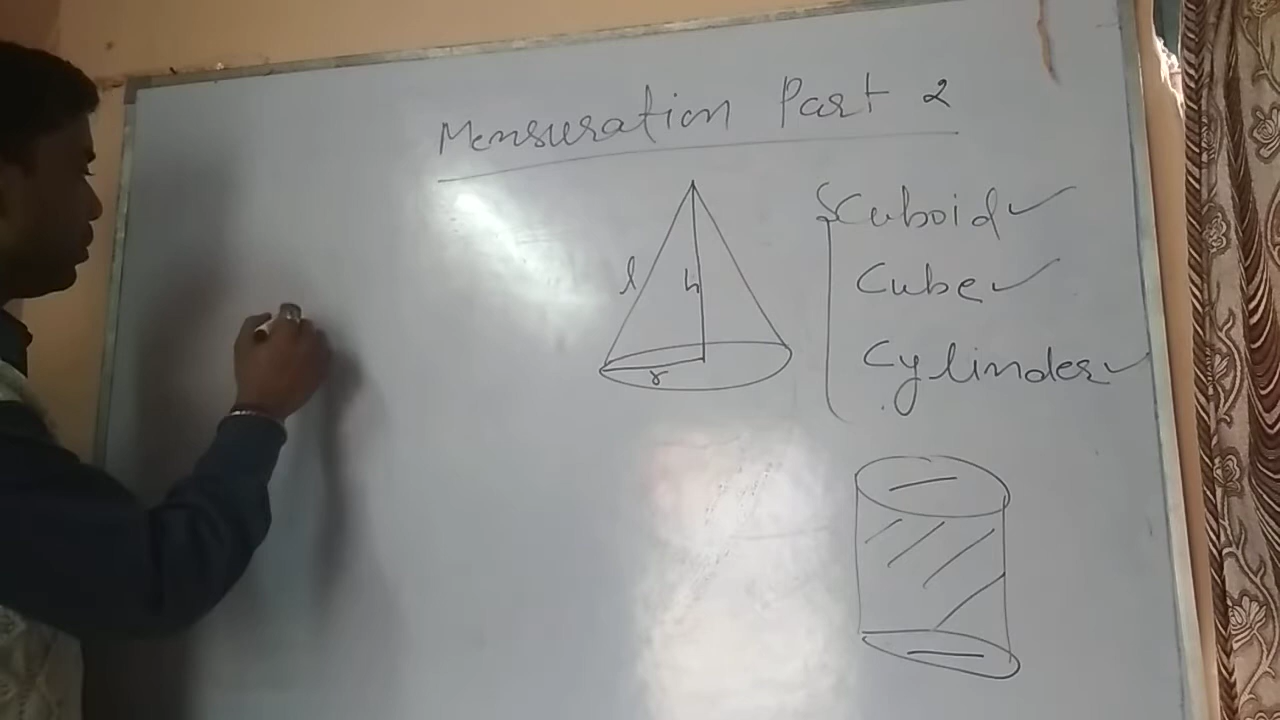 Mensuration Part 2
l
h
r
Cuboid
Cube
Cylinder